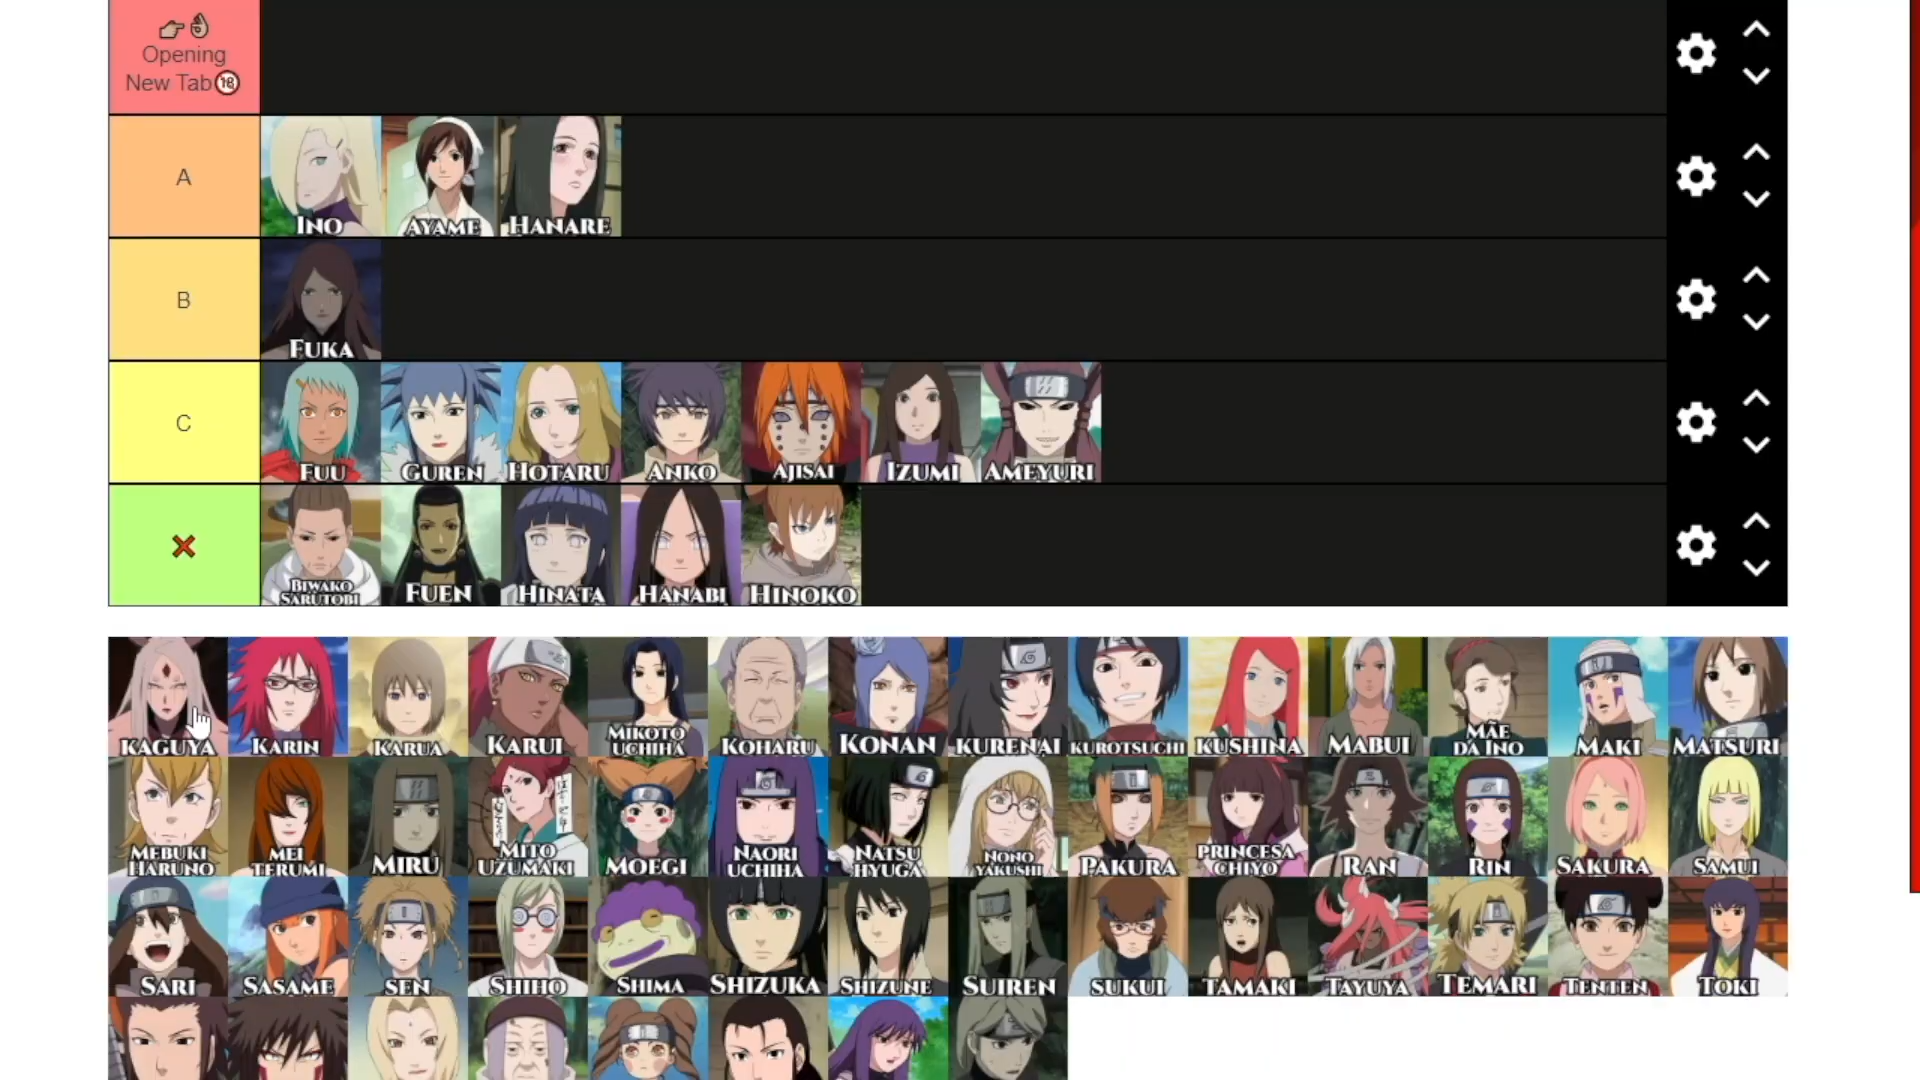 Opening
New Tab 18
A
INO
AYAME
HANARE
B
FUKA
C
FUU
GUREN
HOTARU
ANKO
AJISAI
IZUMI
AMEYURI
BIWAKO
SARUTOBI
FUEN
HINATA
HANABI
HINOKO
KAGUYA
KARIN
KARUA
KARUI
MIKOTO
UCHIHA
KOHARU
KONAN
KURENAI
KUROTSUCHI
KUSHINA
MABUI
MÃE
DA INO
MAKI
MATSURI
MEBUKI
HARUNO
MEI
TERUMI
MIRU
MITO
UZUMAKI
MOEGI
NAORI
UCHIHA
NATSU
HYUGA
NONO
YAKUSHI
PAKURA
PRINCESA
CHIYO
RAN
RIN
SAKURA
SAMUI
SARI
SASAME
SEN
SHIHO
SHIMA
SHIZUKA
SHIZUNE
SUIREN
SUKUI
TAMAKI
TAYUYA
TEMARI
TENTEN
TOKI